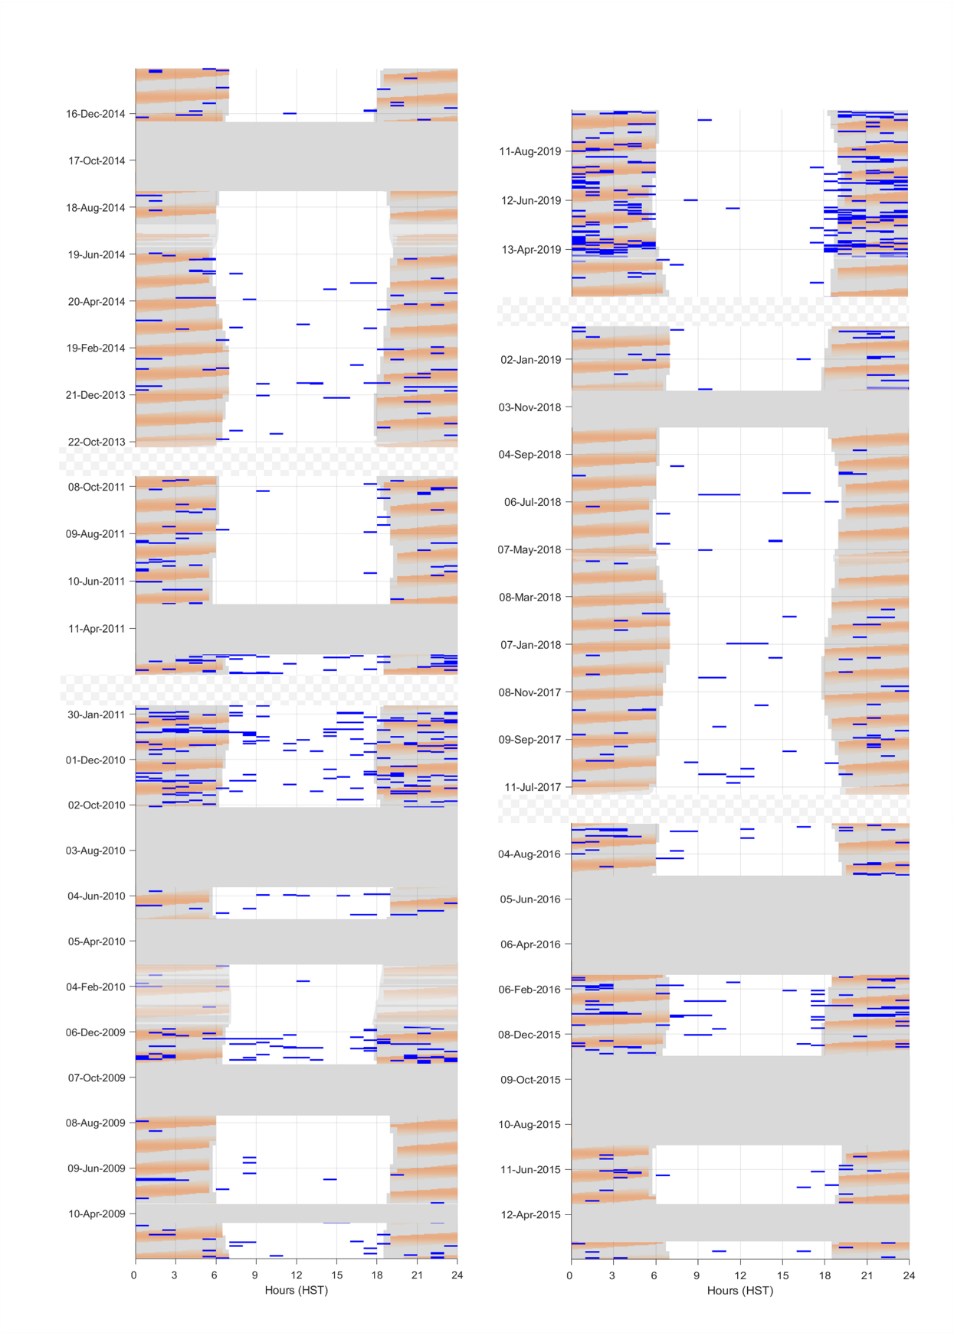 16-Dec-2014
17-Oct-2014
18-Aug-2014
19-Jun-2014
20-Apr-2014
19-Feb-2014
21-Dec-2013
22-Oct-2013
08-Oct-2011
09-Aug-2011
10-Jun-2011
11-Apr-2011
30-Jan-2011
01-Dec-2010
02-Oct-2010
03-Aug-2010
04-Jun-2010
05-Apr-2010
04-Feb-2010
06-Dec-2009
07-Oct-2009
08-Aug-2009
09-Jun-2009
10-Apr-2009
0 3 6 9 12 15 18 21 24
Hours (HST)
11-Aug-2019
12-Jun-2019
13-Apr-2019
02-Jan-2019
03-Nov-2018
04-Sep-2018
06-Jul-2018
07-May-2018
08-Mar-2018
07-Jan-2018
08-Nov-2017
09-Sep-2017
11-Jul-2017
04-Aug-2016
05-Jun-2016
06-Apr-2016
06-Feb-2016
08-Dec-2015
09-Oct-2015
10-Aug-2015
11-Jun-2015
12-Apr-2015
0 3 6 9 12 15 18 21 24
Hours (HST)